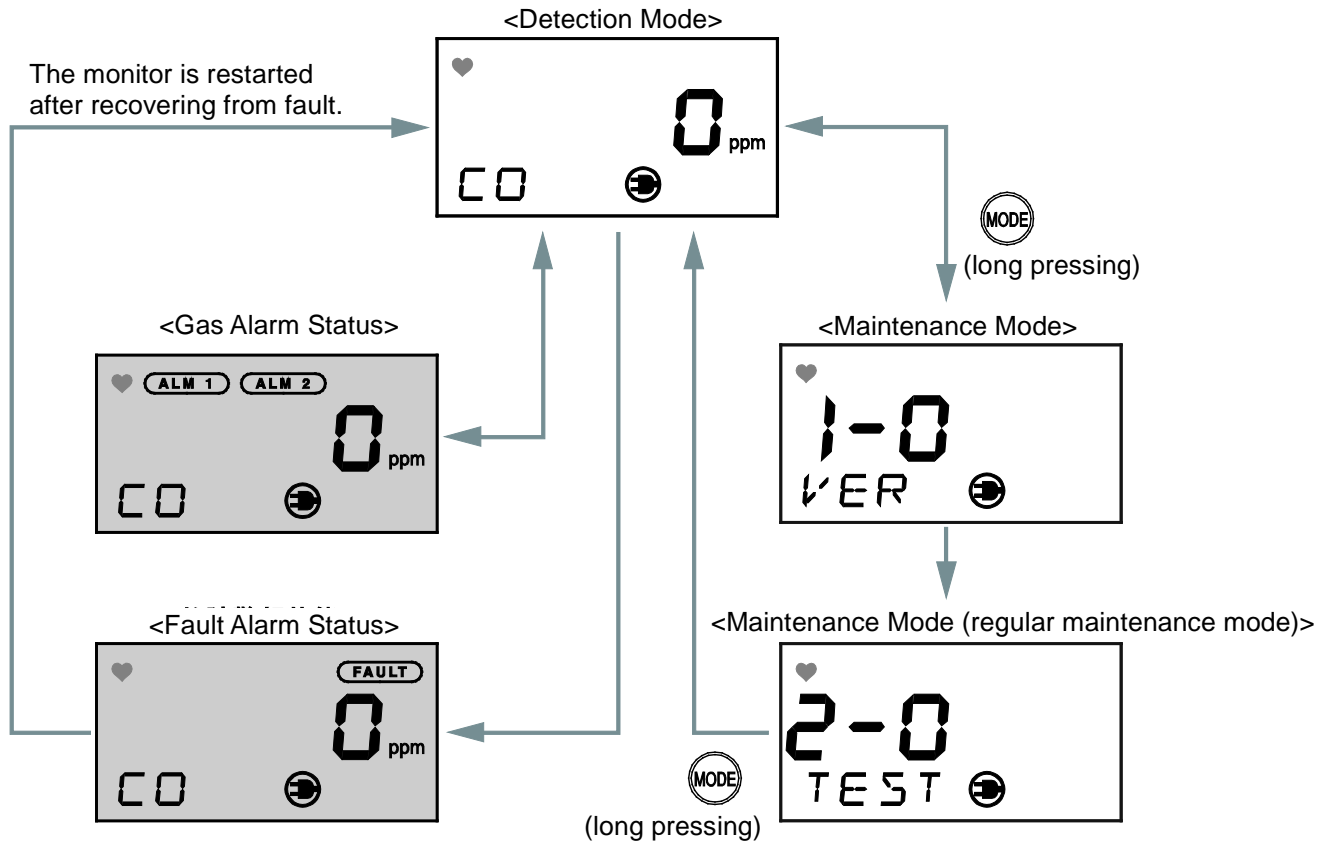 <Detection Mode>
The monitor is restarted
after recovering from fault.
0 ppm
CO
MODE
(long pressing)
<Gas Alarm Status>
ALM 1 ALM 2
0 ppm
CO
<Maintenance Mode>
1-0
VER
<Fault Alarm Status>
FAULT
0 ppm
CO
<Maintenance Mode (regular maintenance mode)>
2-0
TEST
MODE
(long pressing)